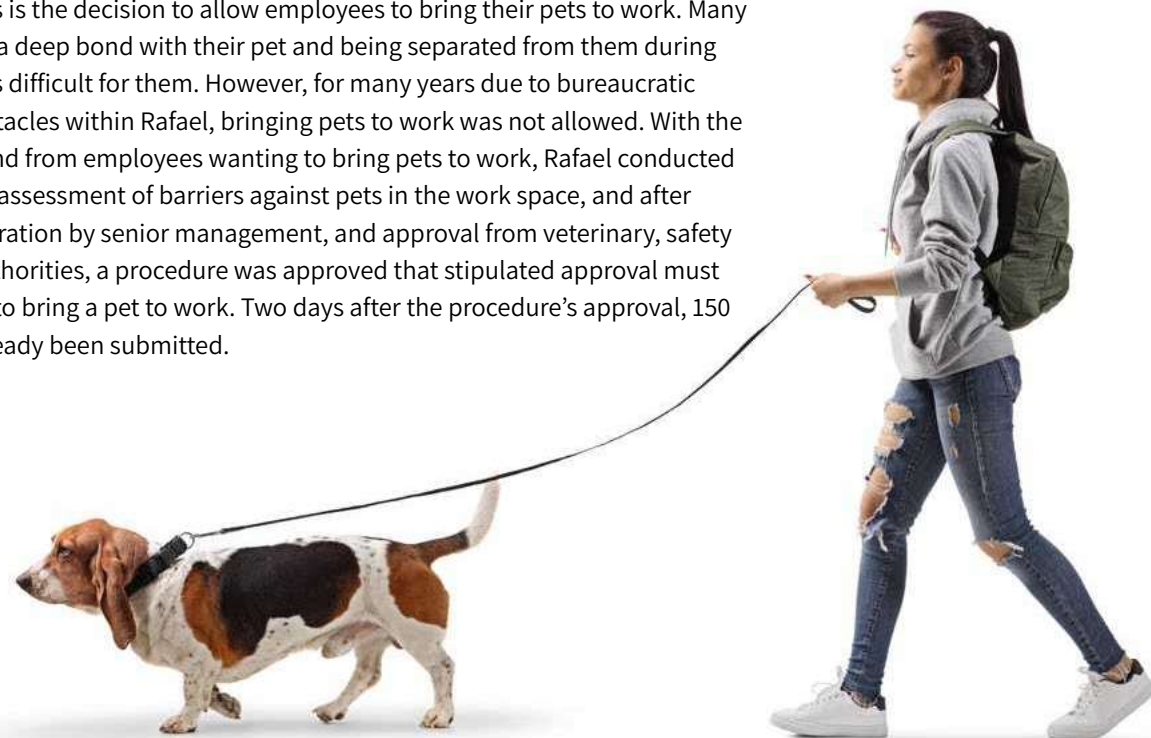 s is the decision to allow employees to bring their pets to work. Many
a deep bond with their pet and being separated from them during
s difficult for them. However, for many years due to bureaucratic
tacles within Rafael, bringing pets to work was not allowed. With the
nd from employees wanting to bring pets to work, Rafael conducted
assessment of barriers against pets in the work space, and after
ration by senior management, and approval from veterinary, safety
thorities, a procedure was approved that stipulated approval must
to bring a pet to work. Two days after the procedure’s approval, 150
eady been submitted.